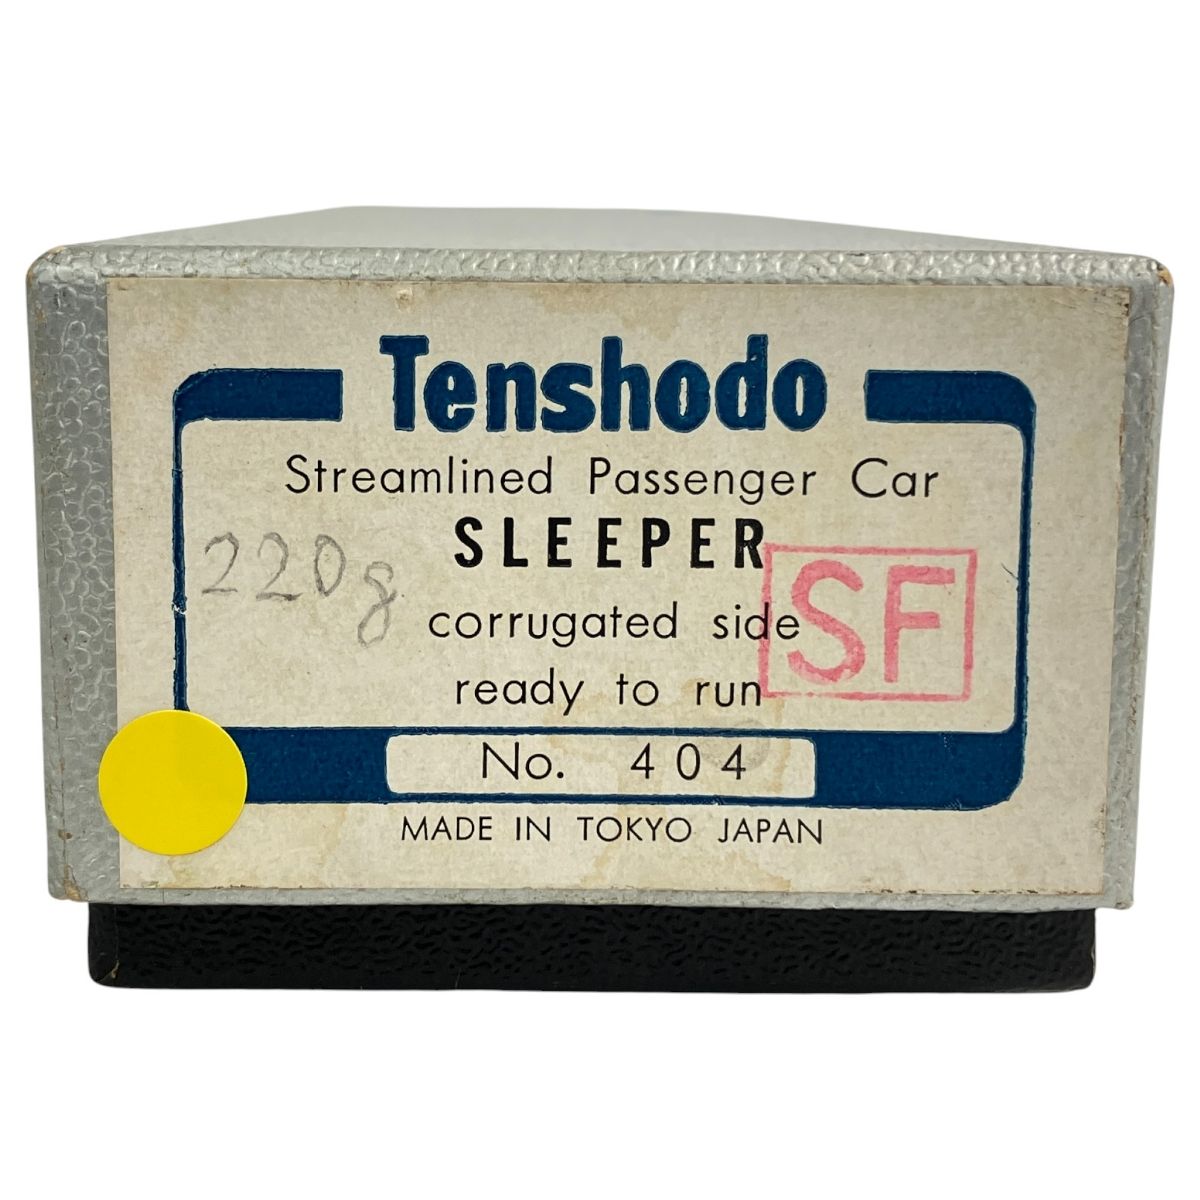 Tenshodo
Streamlined Passenger Car
SLEEPER
220g
SF
corrugated side
ready to run
No. 404
MADE IN TOKYO JAPAN